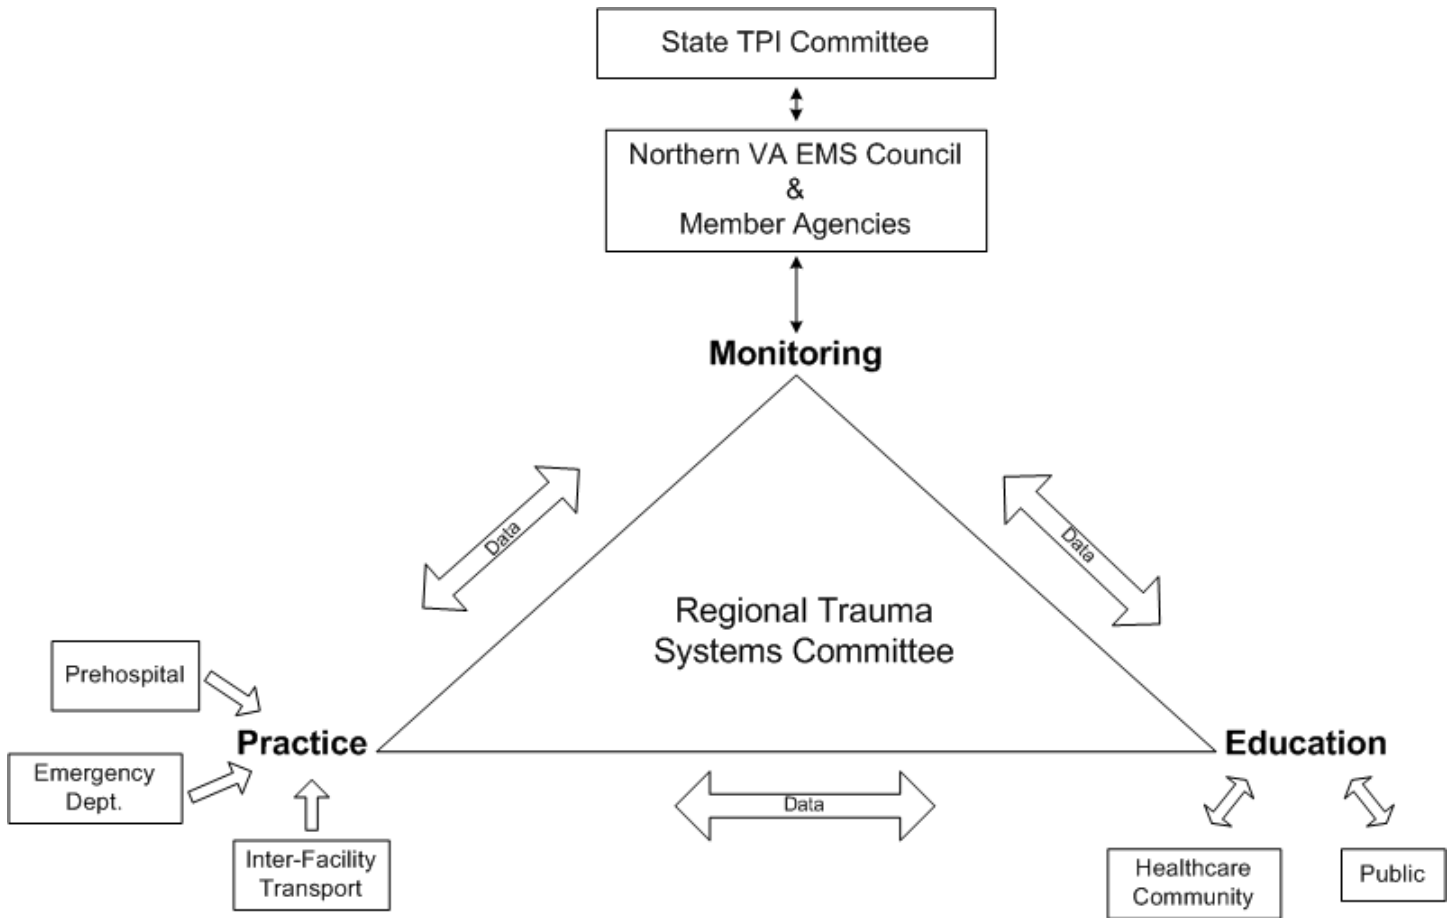 State TPI Committee
Northern VA EMS Council
&
Member Agencies
Monitoring
Data
Data
Regional Trauma
Systems Committee
Prehospital
Practice
Education
Emergency
Dept.
Data
Inter-Facility
Transport
Healthcare
Community
Public